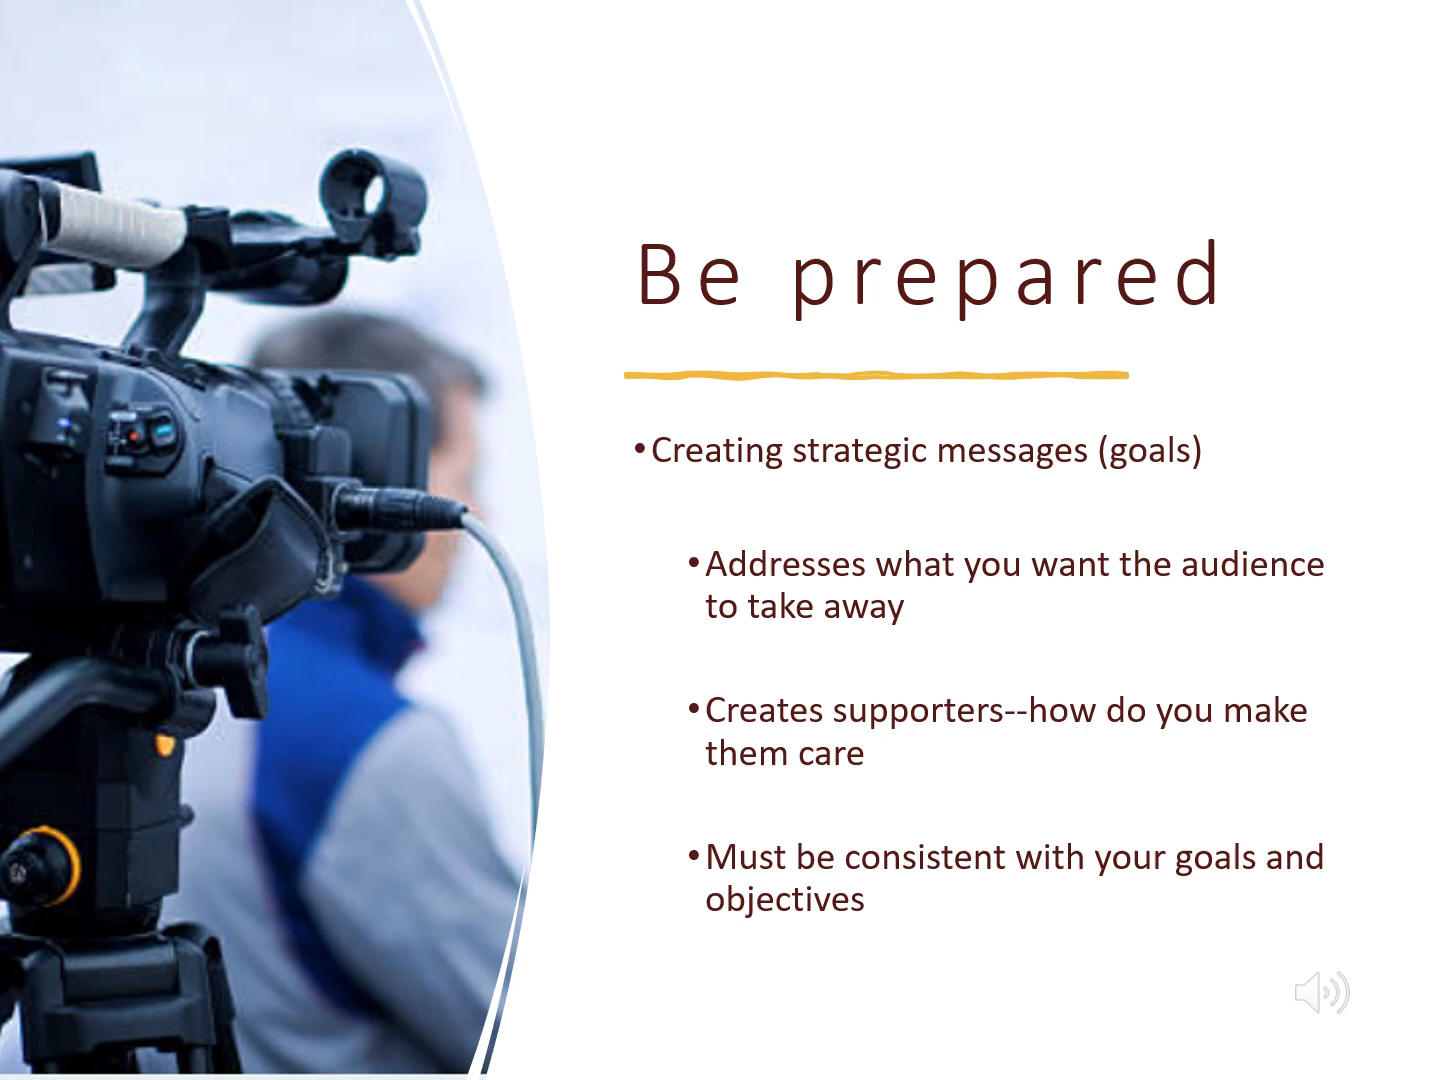 Be prepared
•Creating strategic messages (goals)
•Addresses what you want the audience
to take away
•Creates supporters--how do you make
them care
•Must be consistent with your goals and
objectives